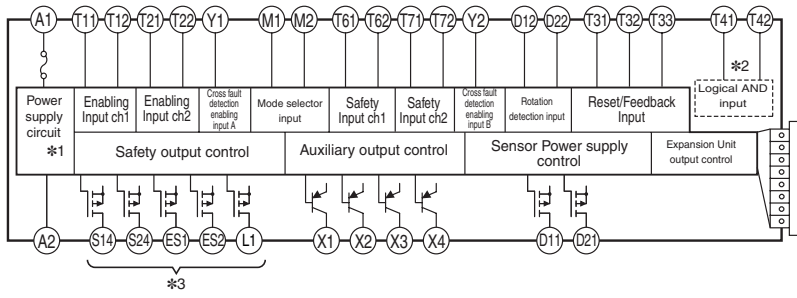 A1 T11 T12 T21 T22 Y1 M1 M2 T61 T62 T71 T72 Y2 D12 D22 T31 T32 T33 T41 T42
*2
Power
supply
circuit
*1
Enabling
Input ch1
Enabling
Input ch2
Cross fault
detection
enabling
input A
Mode selector
input
Safety
Input ch1
Safety
Input ch2
Cross fault
detection
enabling
input B
Rotation
detection input
Reset/Feedback
Input
Logical AND
input
Safety output control
Auxiliary output control
Sensor Power supply
control
Expansion Unit
output control
A2 S14 S24 ES1 ES2 L1 X1 X2 X3 X4 D11 D21
*3